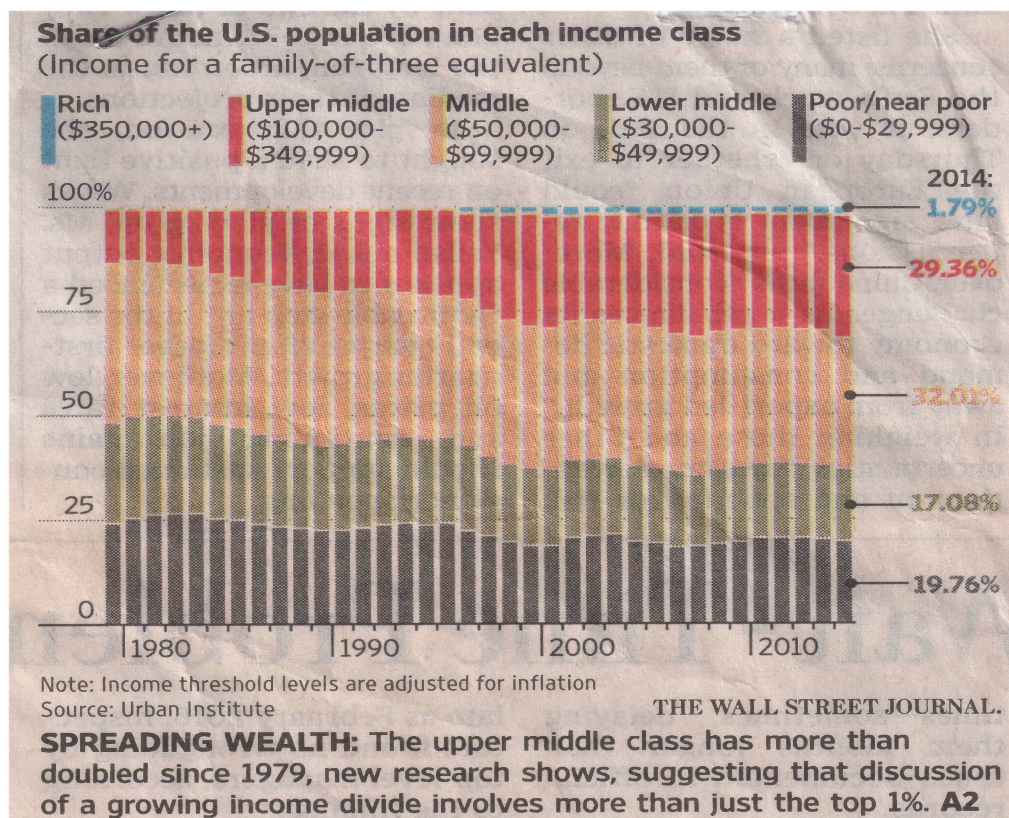 Share of the U.S. population in each income class
(Income for a family-of-three equivalent)
Rich
($350,000+)
Upper middle
($100,000-
$349,999)
Middle
($50,000-
$99,999)
Lower middle
($30,000-
$49,999)
Poor/near poor
($0-$29,999)
2014:
100%
75
50
25
0
1.79%
29.36%
32.01%
17.08%
19.76%
1980
1990
2000
2010
Note: Income threshold levels are adjusted for inflation
Source: Urban Institute
THE WALL STREET JOURNAL.
SPREADING WEALTH: The upper middle class has more than
doubled since 1979, new research shows, suggesting that discussion
of a growing income divide involves more than just the top 1%. A2